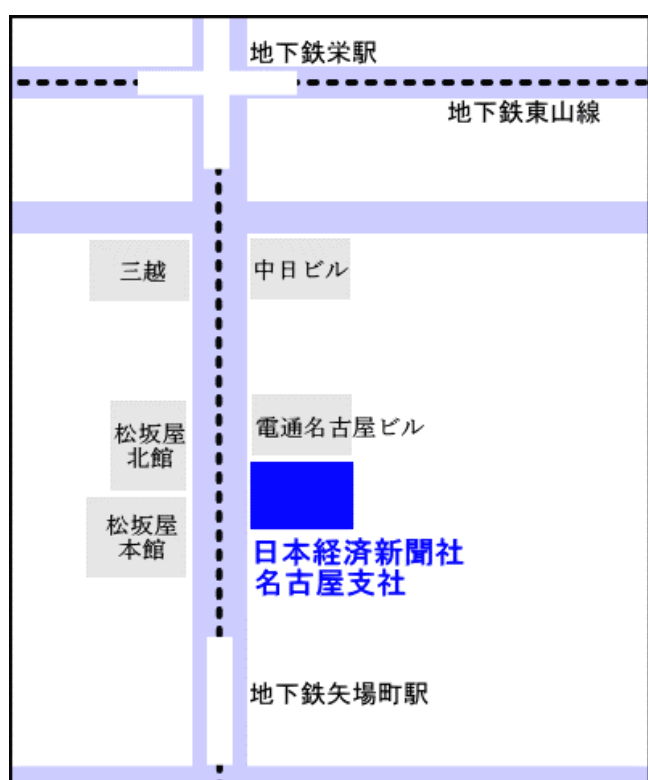 地下鉄栄駅
地下鉄東山線
三越
中日ビル
松坂屋
北館
電通名古屋ビル
松坂屋
本館
日本経済新聞社
名古屋支社
地下鉄矢場町駅